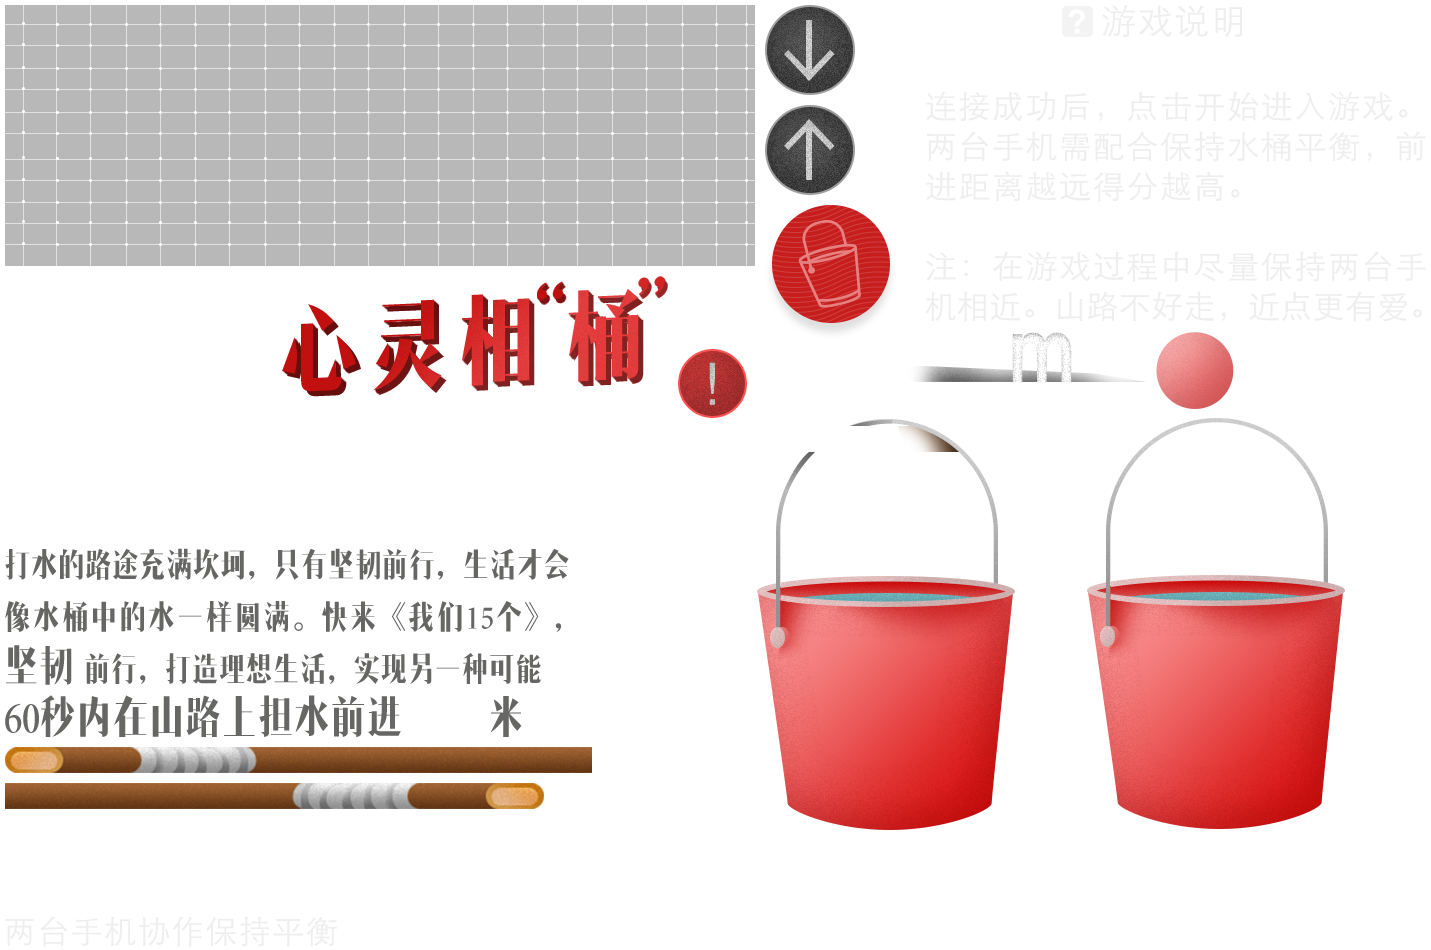 游戏说明
连接成功后，点击开始进入游戏。
两台手机需配合保持水桶平衡，前
进距离越远得分越高。
注：在游戏过程中尽量保持两台手
机相近。山路不好走，近点更有爱。
心灵相“桶”
!
m
打水的路途充满坎坷，只有坚韧前行，生活才会
像水桶中的水一样圆满。快来《我们15个》，
坚韧 前行，打造理想生活，实现另一种可能
60秒内在山路上担水前进 米
两台手机协作保持平衡